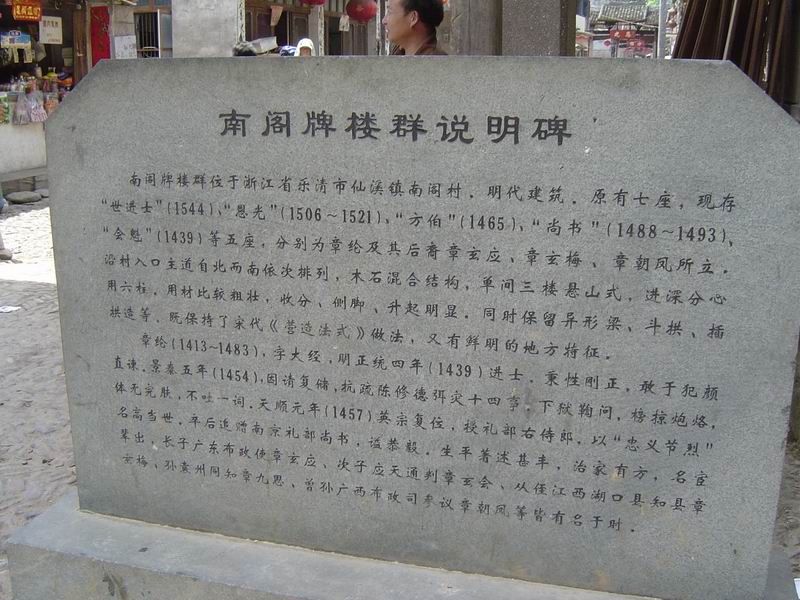 南阁牌楼群说明碑
南阁牌楼群位于浙江省乐清市仙溪镇南阁村，明代建筑。原有七座，现存
“世进士”(1544)、“恩光”(1506～1521)、“方伯”(1465)、“尚书”(1488～1493)、
“会魁”(1439)等五座，分别为章纶及其后裔章玄应、章玄梅、章朝凤所立。
沿村入口主道自北而南依次排列，木石混合结构，单间三楼悬山式，进深分心
用六柱，用材比较粗壮，收分、侧脚、升起明显。同时保留异形梁、斗拱、插
拱造等，既保持了宋代《营造法式》做法，又有鲜明的地方特征。
章纶(1413~1483)，字大经，明正统四年(1439)进士。秉性刚正，敢于犯颜
直谏。景泰五年(1454)，因请复储，抗疏陈修德弭灾十四事，下狱鞫问，榜掠炮烙，
体无完肤，不吐一词。天顺元年(1457)英宗复位，授礼部右侍郎，以“忠义节烈”
名高当世。卒后追赠南京礼部尚书，谥恭毅。生平著述甚丰，治家有方，名宦
辈出。长子广东布政使章玄应、次子应天通判章玄会、从侄江西湖口县知县章
玄梅、孙袁州同知章九思、曾孙广西布政司参议章朝凤等皆有名于时。